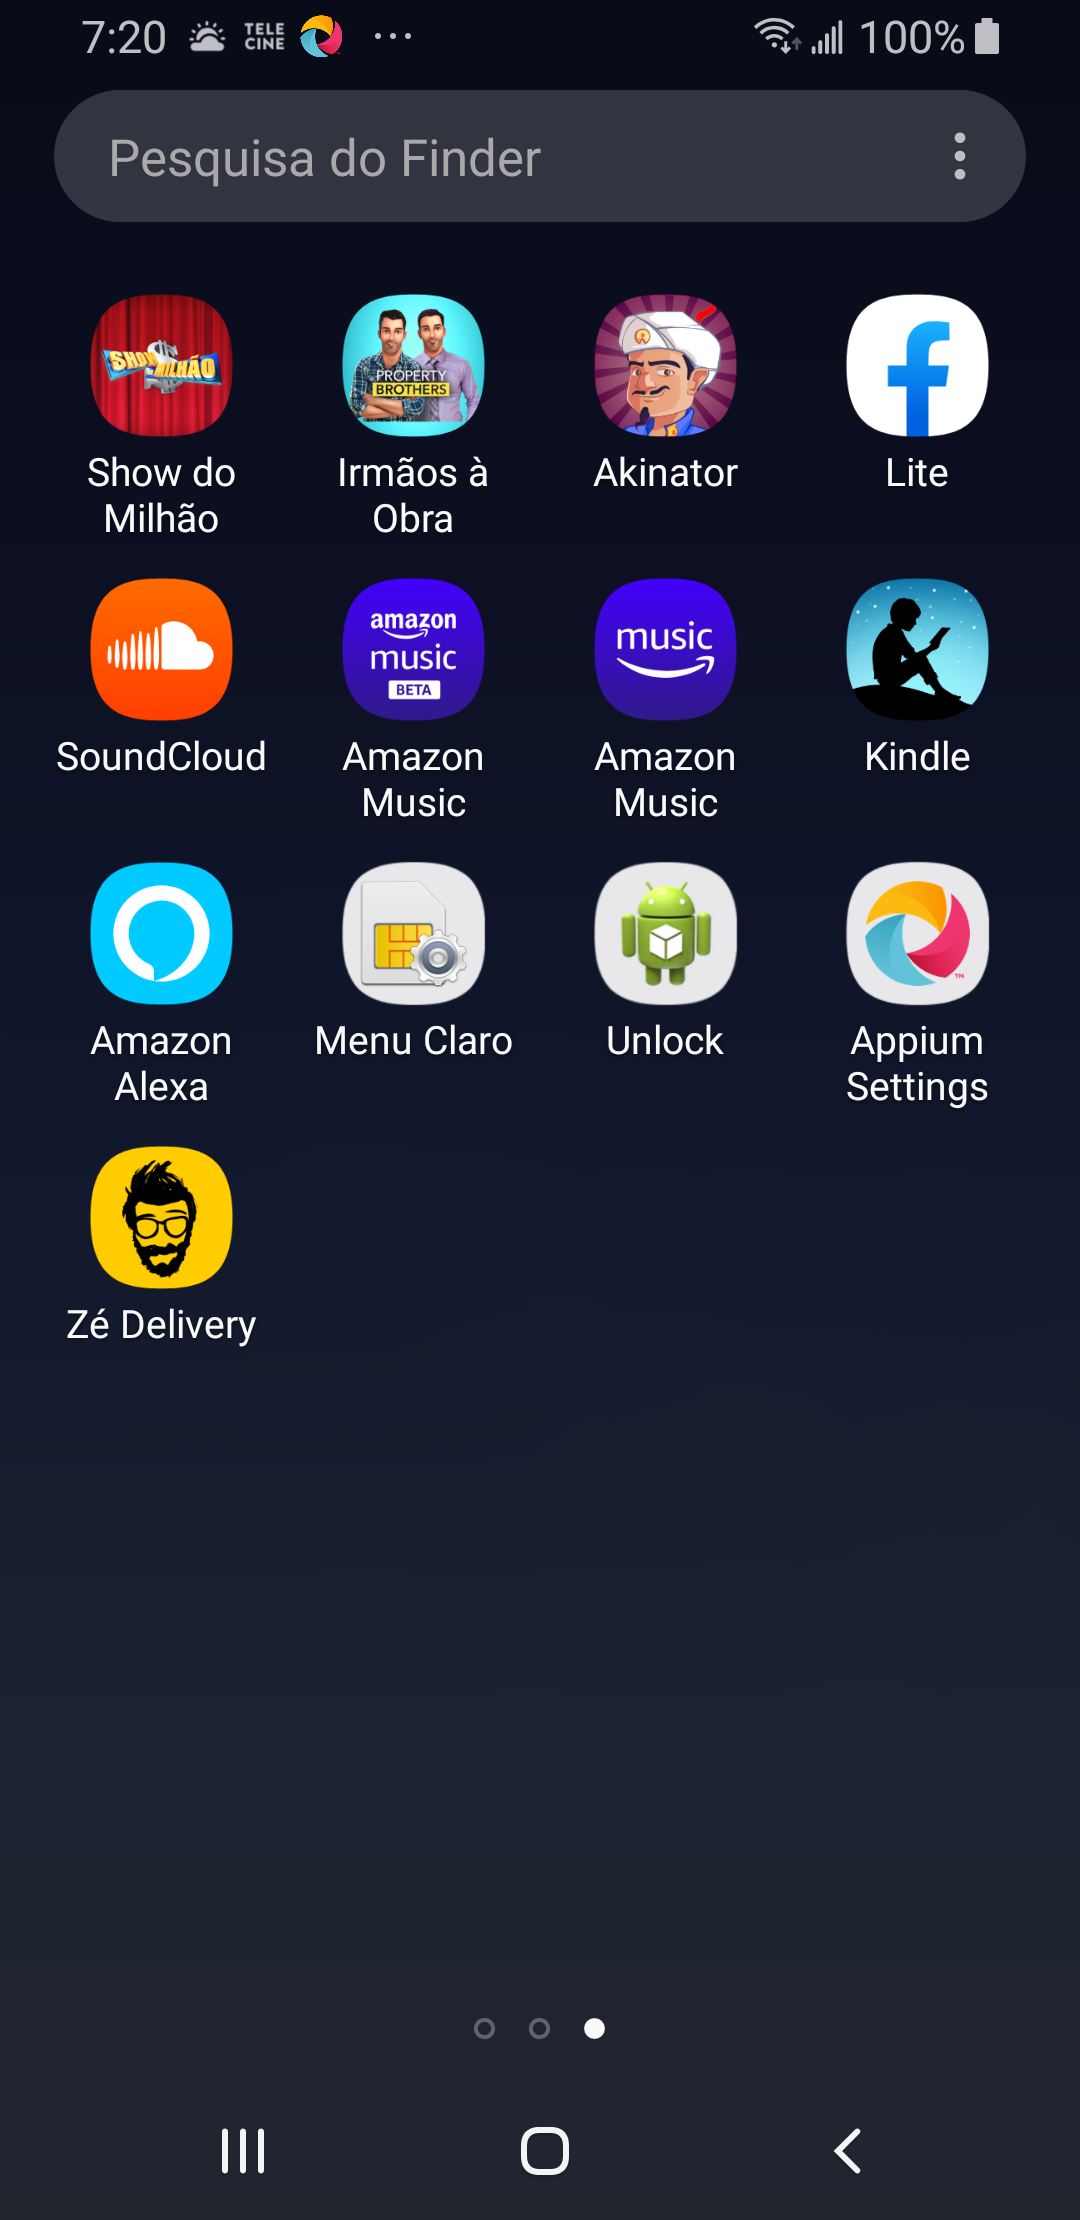 7:20 TELE CINE 100%
Pesquisa do Finder
SHOW DO MILHÃO
PROPERTY BROTHERS
Show do Milhão
Irmãos à Obra
Akinator
Lite
amazon music BETA
music
SoundCloud
Amazon Music
Amazon Music
Kindle
Amazon Alexa
Menu Claro
Unlock
Appium Settings
TM
Zé Delivery